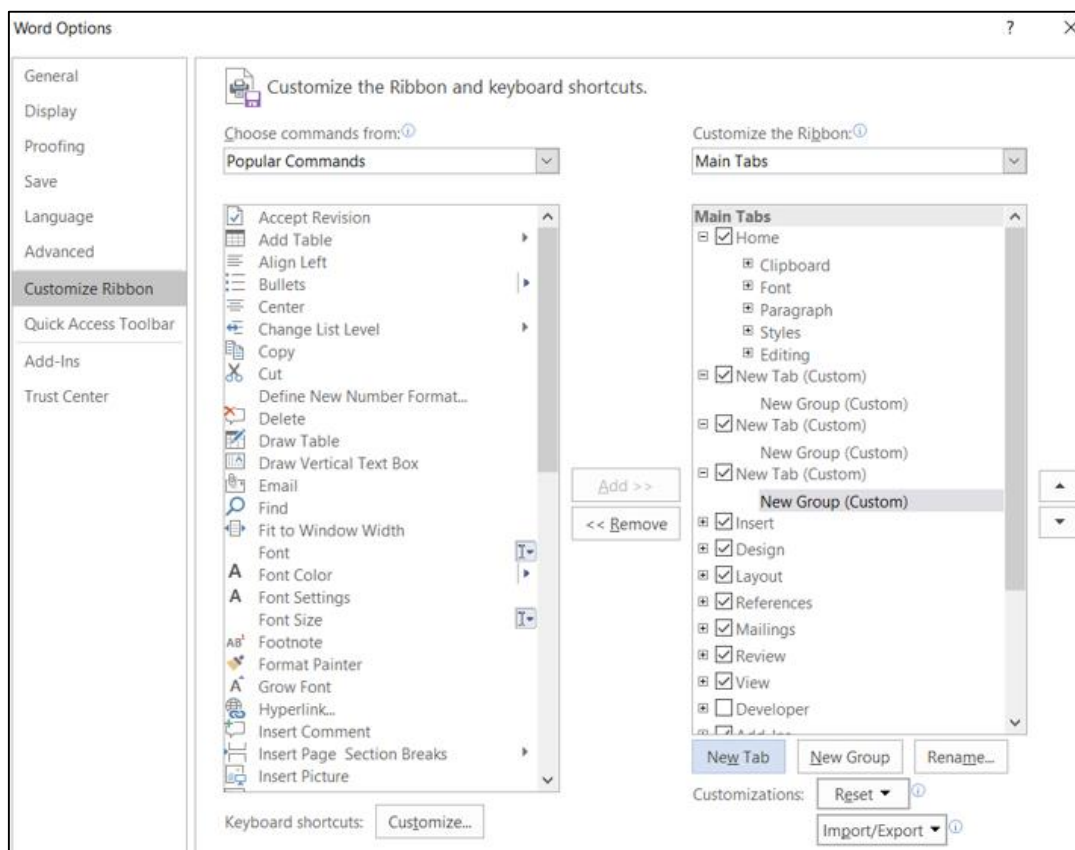 Word Options
?
General
Display
Proofing
Save
Language
Advanced
Customize Ribbon
Quick Access Toolbar
Add-Ins
Trust Center
Customize the Ribbon and keyboard shortcuts.
Choose commands from:
Popular Commands
Accept Revision
Add Table
Align Left
Bullets
Center
Change List Level
Copy
Cut
Define New Number Format...
Delete
Draw Table
Draw Vertical Text Box
Email
Find
Fit to Window Width
Font
Font Color
Font Settings
Font Size
Footnote
Format Painter
Grow Font
Hyperlink...
Insert Comment
Insert Page Section Breaks
Insert Picture
Keyboard shortcuts: Customize...
Add >>
<< Remove
Customize the Ribbon:
Main Tabs
Main Tabs
Home
Clipboard
Font
Paragraph
Styles
Editing
New Tab (Custom)
New Group (Custom)
New Tab (Custom)
New Group (Custom)
New Tab (Custom)
New Group (Custom)
Insert
Design
Layout
References
Mailings
Review
View
Developer
Add-Ins
New Tab New Group Rename...
Customizations: Reset
Import/Export